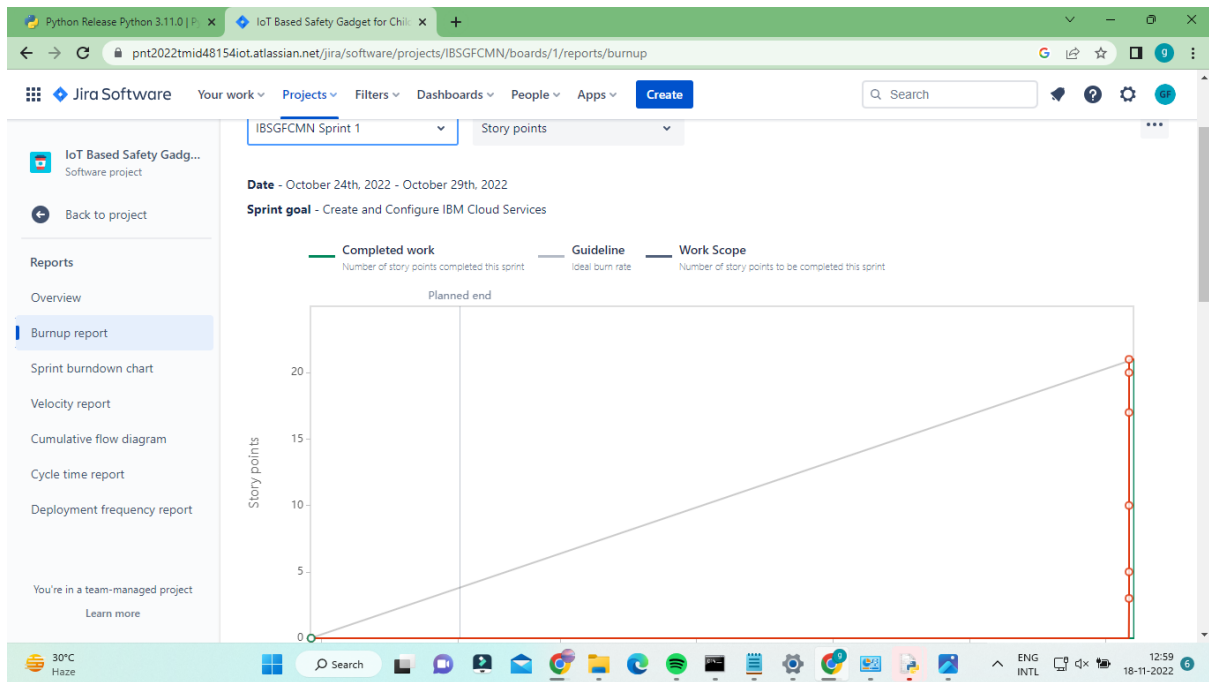 Python Release Python 3.11.0 | Py
IoT Based Safety Gadget for Chil
pnt2022tmid48154iot.atlassian.net/jira/software/projects/IBSGFCMN/boards/1/reports/burnup
G
g
Jira Software
Your work
Projects
Filters
Dashboards
People
Apps
Create
Search
GF
IoT Based Safety Gadg...
Software project
Back to project
Reports
Overview
Burnup report
Sprint burndown chart
Velocity report
Cumulative flow diagram
Cycle time report
Deployment frequency report
You're in a team-managed project
Learn more
IBSGFCMN Sprint 1
Story points
Date - October 24th, 2022 - October 29th, 2022
Sprint goal - Create and Configure IBM Cloud Services
Completed work
Number of story points completed this sprint
Guideline
Ideal burn rate
Work Scope
Number of story points to be completed this sprint
Planned end
Story points
20
15
10
5
0
30°C
Haze
Search
9
ENG
INTL
12:59
18-11-2022
6